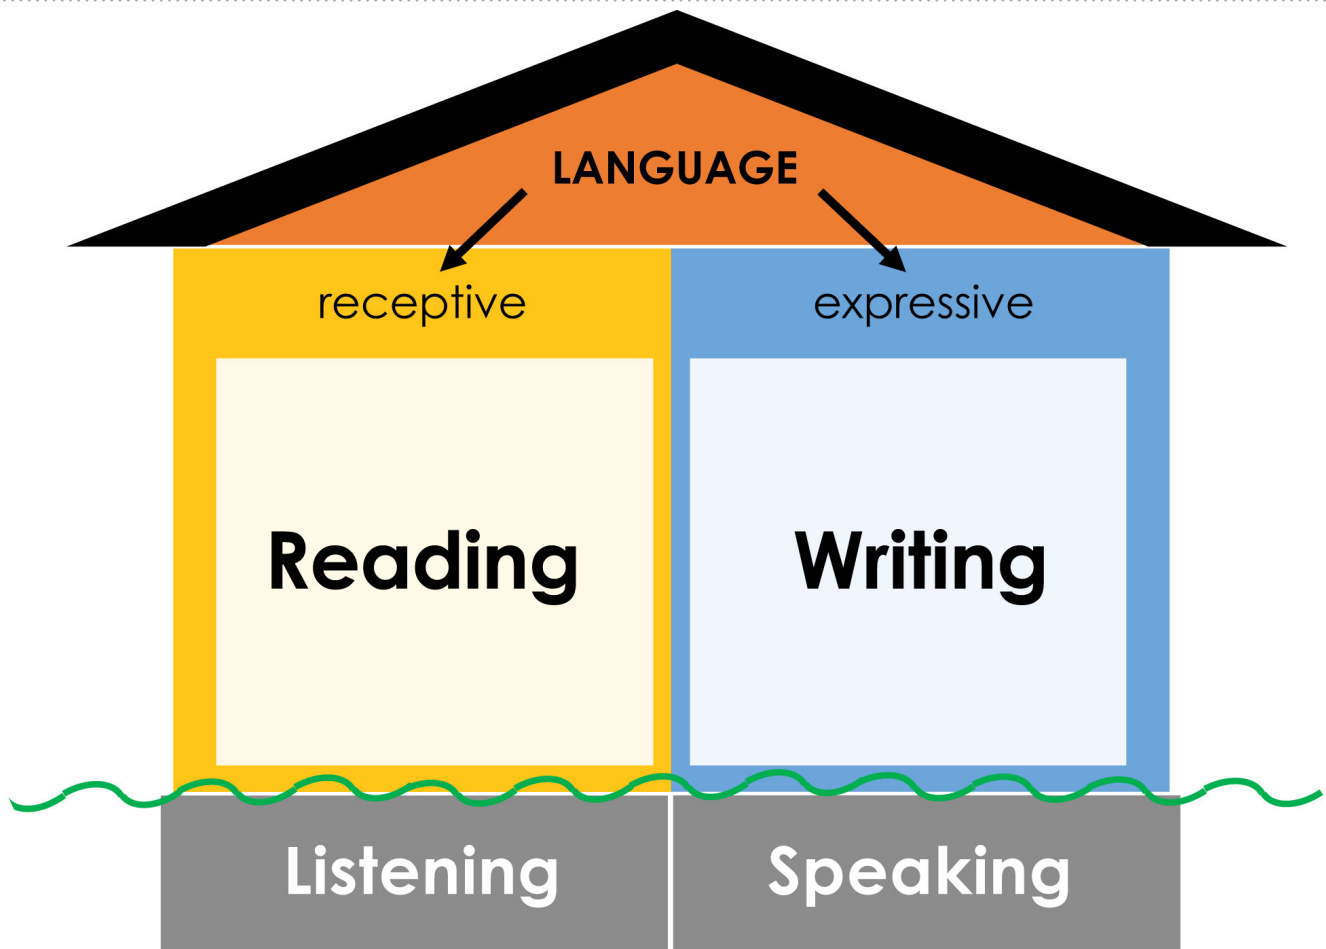 LANGUAGE
receptive
expressive
Reading
Writing
Listening
Speaking